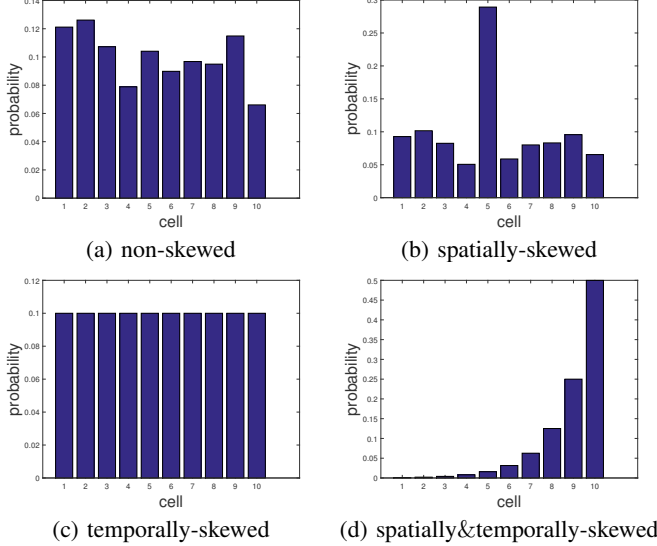 0.14
0.12
0.1
0.08
0.06
0.04
0.02
0
probability
1 2 3 4 5 6 7 8 9 10
cell
(a) non-skewed
0.3
0.25
0.2
0.15
0.1
0.05
0
probability
1 2 3 4 5 6 7 8 9 10
cell
(b) spatially-skewed
0.12
0.1
0.08
0.06
0.04
0.02
0
probability
1 2 3 4 5 6 7 8 9 10
cell
(c) temporally-skewed
0.5
0.45
0.4
0.35
0.3
0.25
0.2
0.15
0.1
0.05
0
probability
1 2 3 4 5 6 7 8 9 10
cell
(d) spatially&temporally-skewed